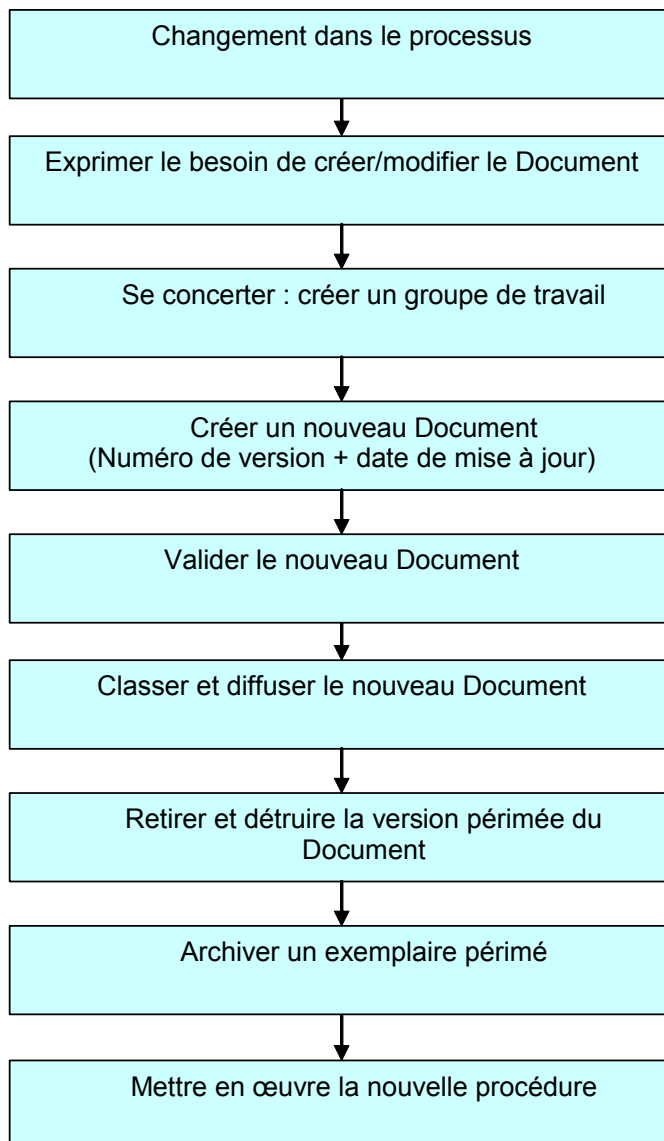 Changement dans le processus
Exprimer le besoin de créer/modifier le Document
Se concerter : créer un groupe de travail
Créer un nouveau Document
(Numéro de version + date de mise à jour)
Valider le nouveau Document
Classer et diffuser le nouveau Document
Retirer et détruire la version périmée du
Document
Archiver un exemplaire périmé
Mettre en œuvre la nouvelle procédure